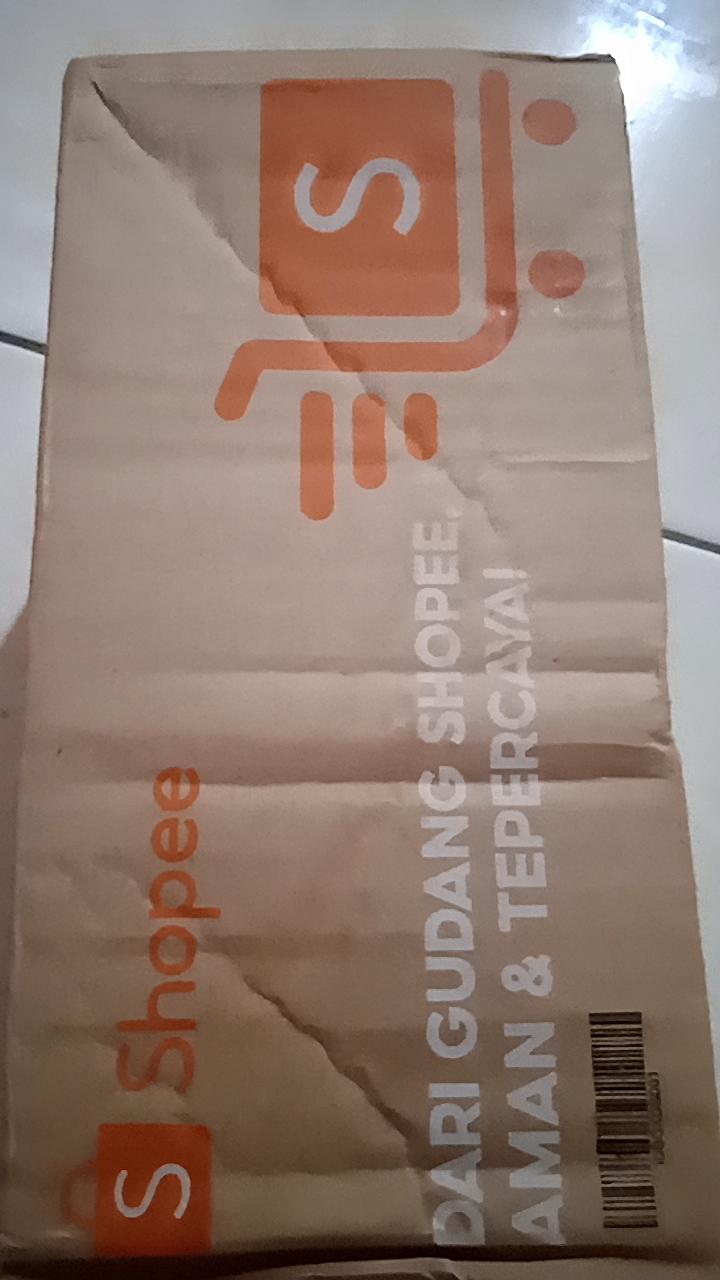 S
Shopee
S
DARI GUDANG SHOPEE.
AMAN & TEPERCAYA!